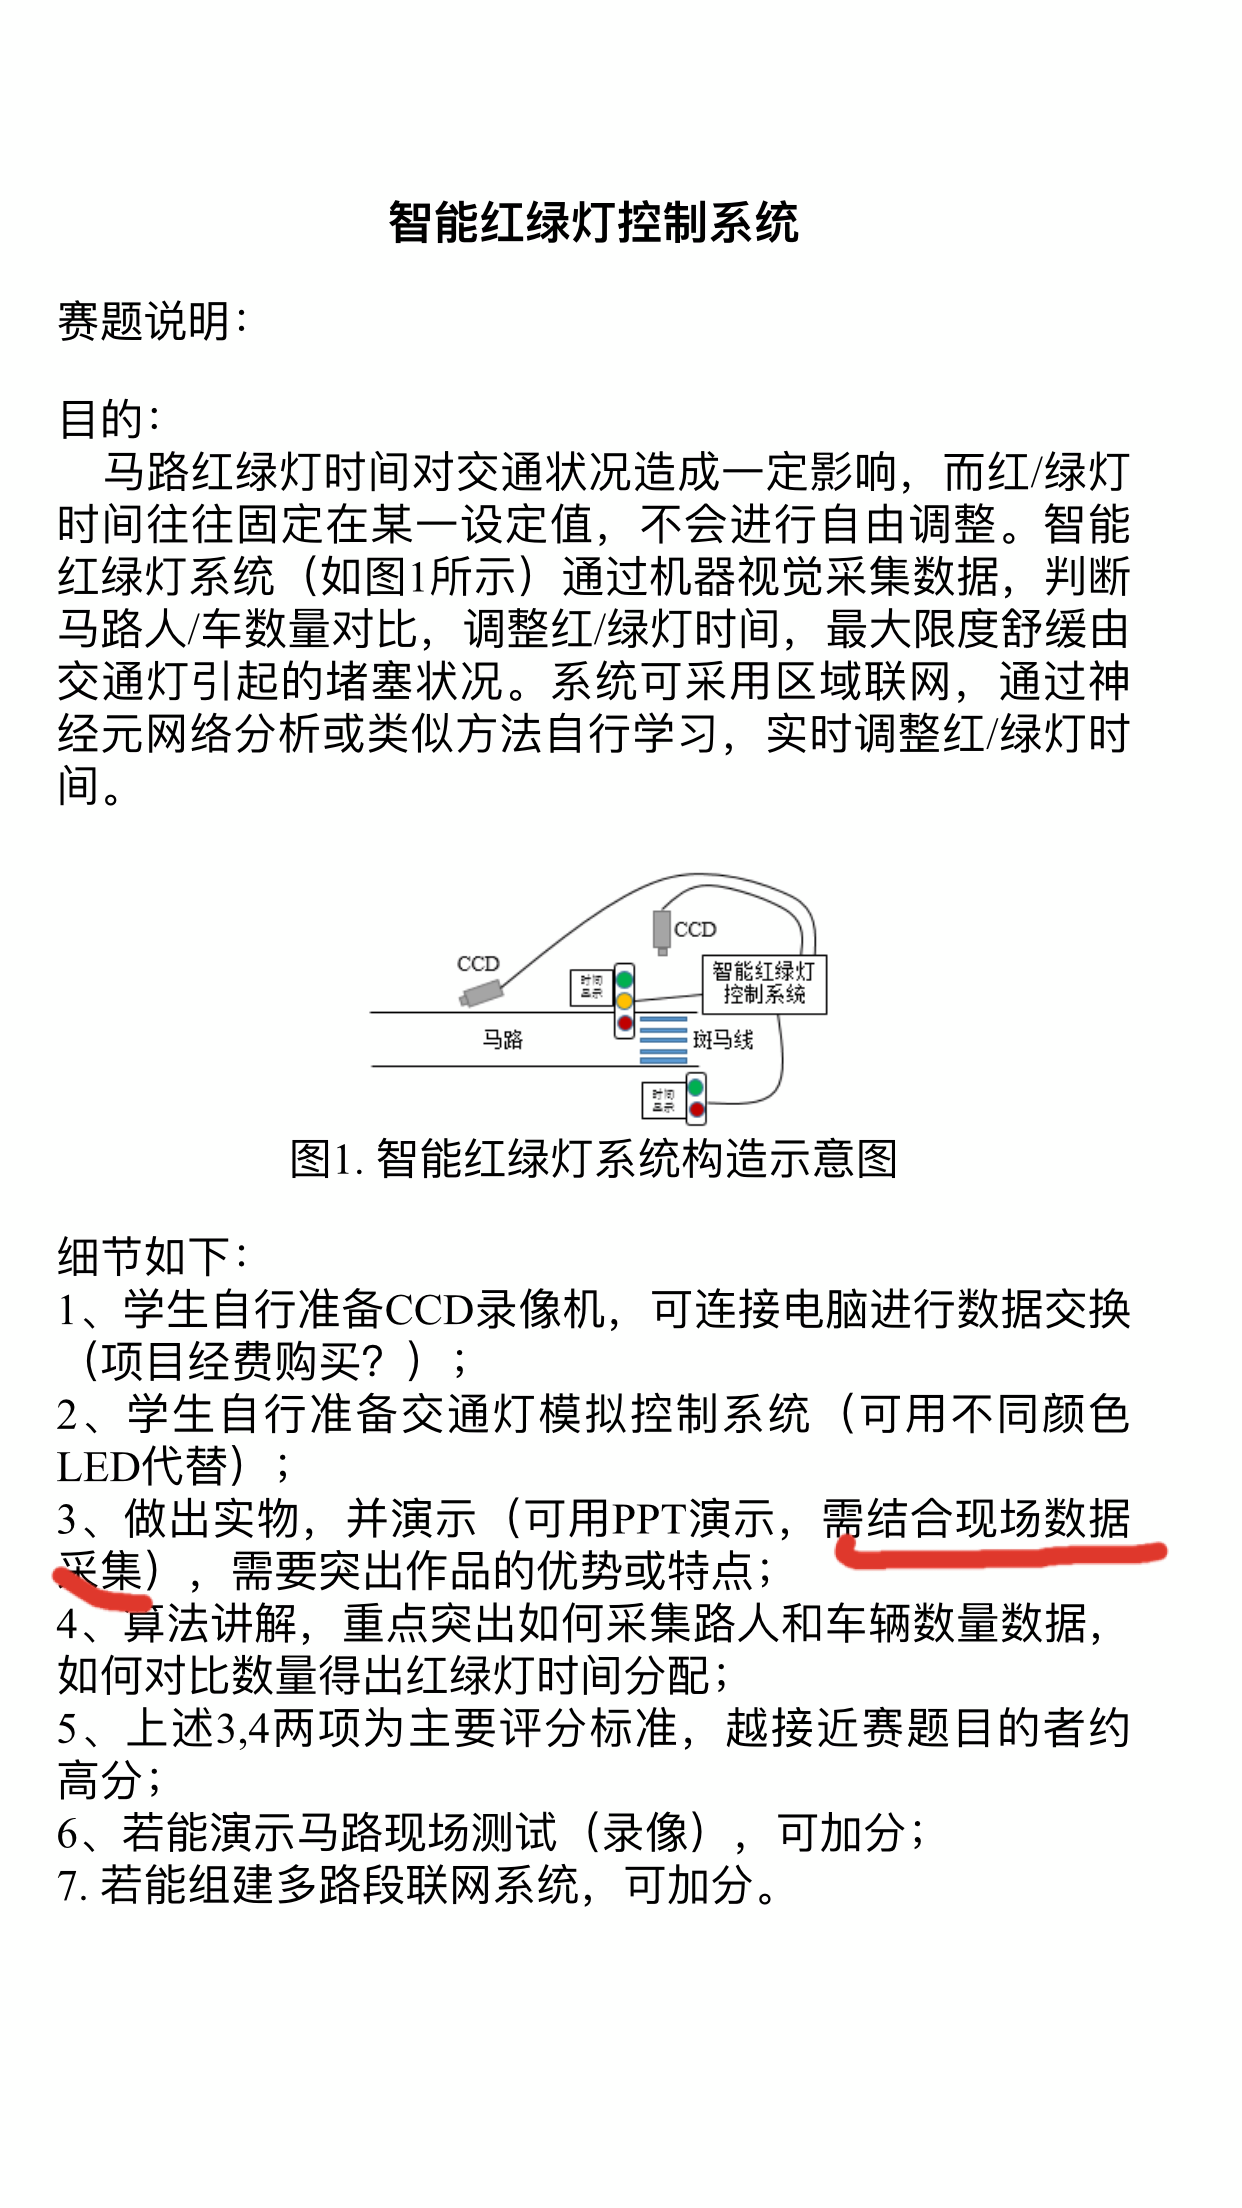 智能红绿灯控制系统
赛题说明：
目的：
马路红绿灯时间对交通状况造成一定影响，而红/绿灯
时间往往固定在某一设定值，不会进行自由调整。智能
红绿灯系统（如图1所示）通过机器视觉采集数据，判断
马路人/车数量对比，调整红/绿灯时间，最大限度舒缓由
交通灯引起的堵塞状况。系统可采用区域联网，通过神
经元网络分析或类似方法自行学习，实时调整红/绿灯时
间。
CCD
CCD
时间
显示
智能红绿灯
控制系统
马路
斑马线
时间
显示
图1. 智能红绿灯系统构造示意图
细节如下：
1、学生自行准备CCD录像机，可连接电脑进行数据交换
（项目经费购买？）；
2、学生自行准备交通灯模拟控制系统（可用不同颜色
LED代替）；
3、做出实物，并演示（可用PPT演示，需结合现场数据
采集），需要突出作品的优势或特点；
4、算法讲解，重点突出如何采集路人和车辆数量数据，
如何对比数量得出红绿灯时间分配；
5、上述3,4两项为主要评分标准，越接近赛题目的者约
高分；
6、若能演示马路现场测试（录像），可加分；
7. 若能组建多路段联网系统，可加分。